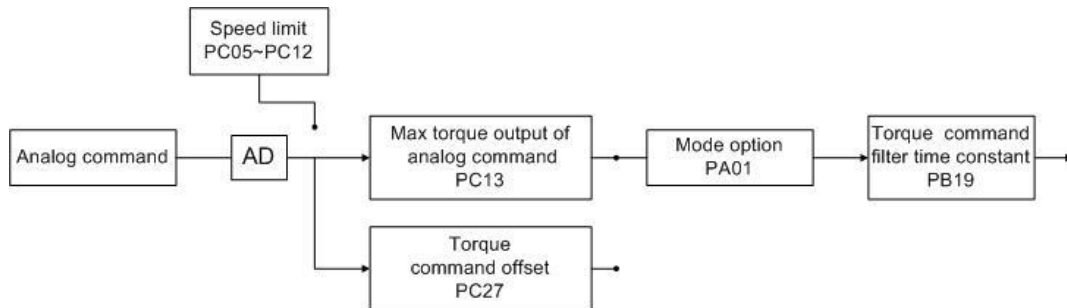 Speed limit
PC05~PC12
Analog command
AD
Max torque output of
analog command
PC13
Mode option
PA01
Torque command
filter time constant
PB19
Torque
command offset
PC27